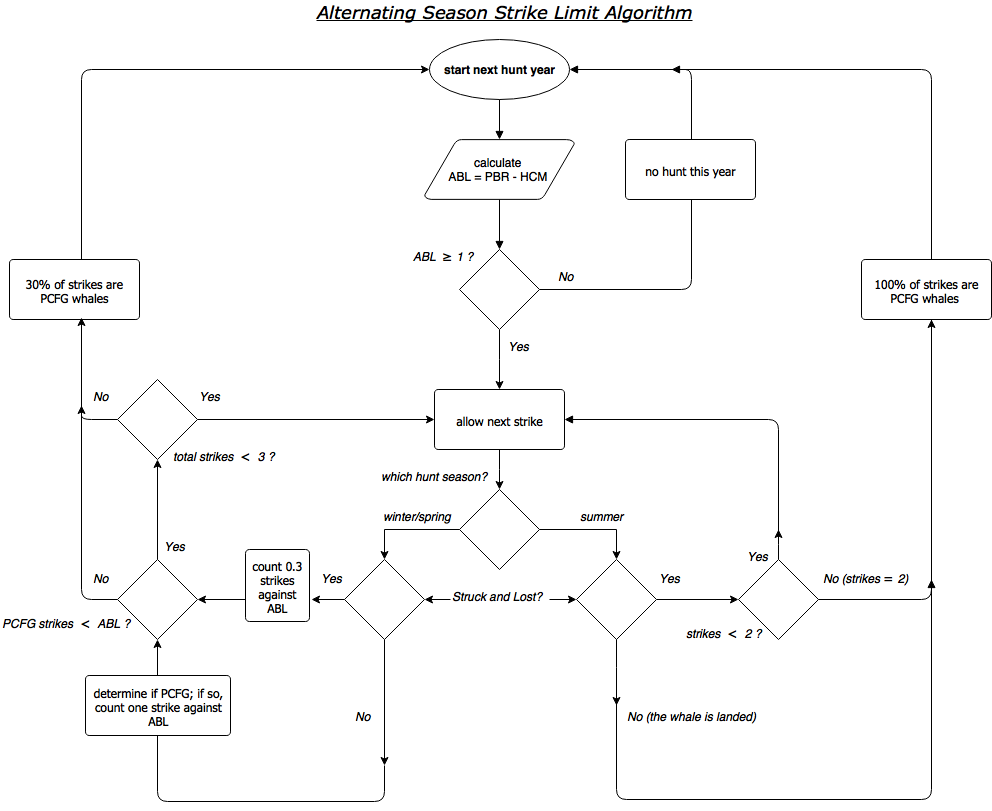 Alternating Season Strike Limit Algorithm
start next hunt year
calculate
ABL = PBR - HCM
no hunt this year
ABL ≥ 1 ?
No
30% of strikes are
PCFG whales
100% of strikes are
PCFG whales
Yes
No
Yes
allow next strike
total strikes < 3 ?
which hunt season?
winter/spring
summer
Yes
No
count 0.3
strikes
against
ABL
Yes
Struck and Lost?
Yes
Yes
No (strikes = 2)
PCFG strikes < ABL ?
strikes < 2 ?
determine if PCFG; if so,
count one strike against
ABL
No
No (the whale is landed)